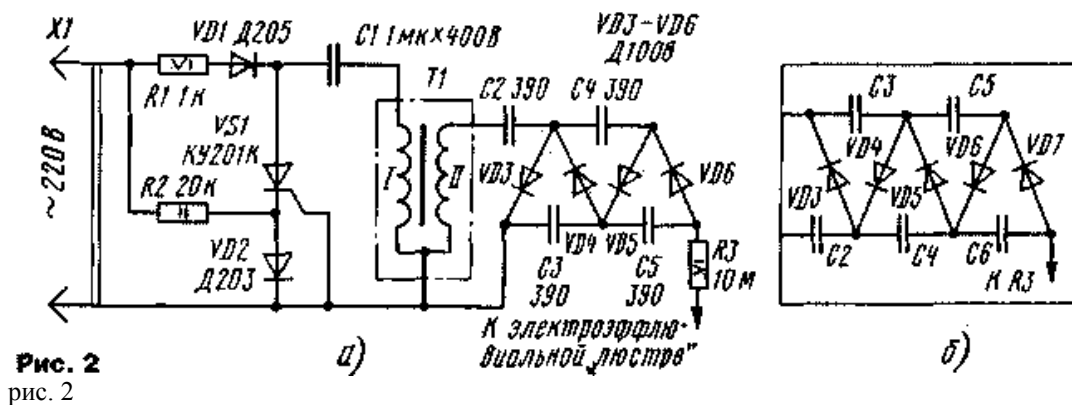 X1
~220В
R1 1к
VD1 Д205
C1 1мк×400В
VS1
КУ201К
R2 20к
VD2
Д203
T1
I
II
C2 390
C4 390
VD3-VD6
Д1008
VD3
VD4
VD5
VD6
C3
390
C5
390
R3
10 м
К электроэффлю-
виальной „люстре"
а)
C3
C5
VD3
VD4
VD5
VD6
VD7
C2
C4
C6
К R3
б)
Рис. 2
рис. 2